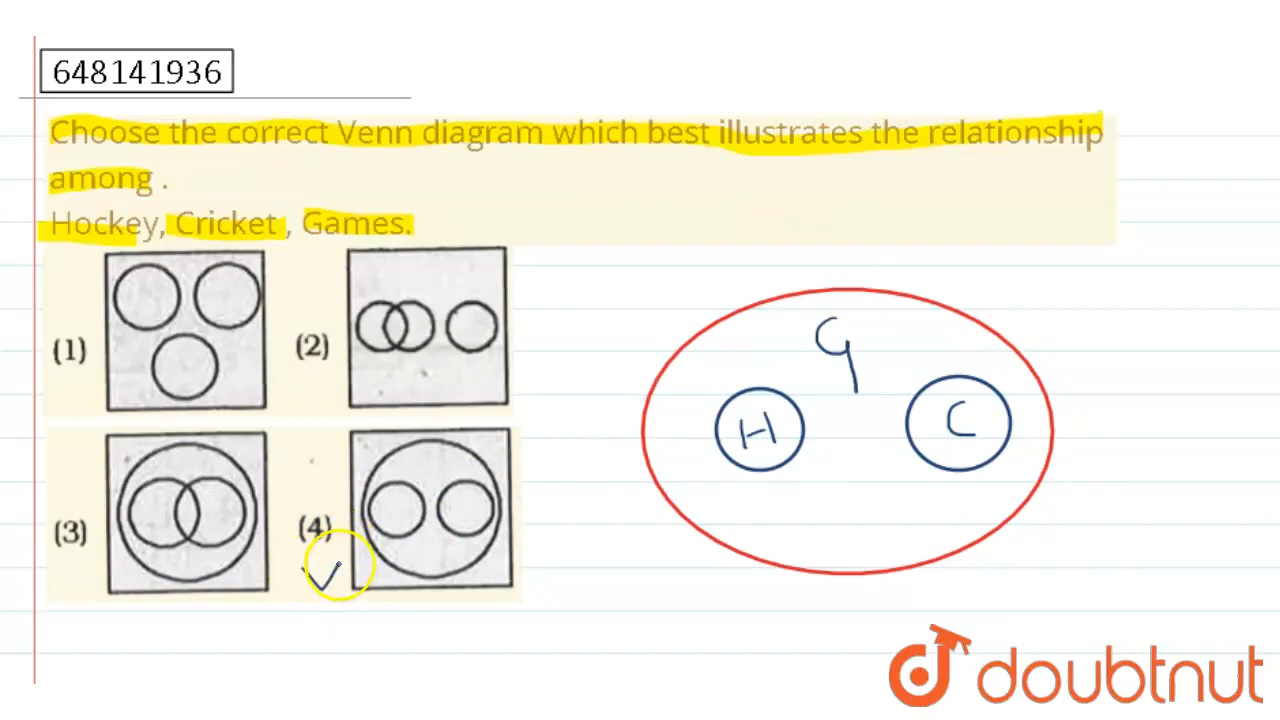 648141936
Choose the correct Venn diagram which best illustrates the relationship
among .
Hockey, Cricket , Games.
(1)
(2)
(3)
(4)
G
H
C
doubtnut